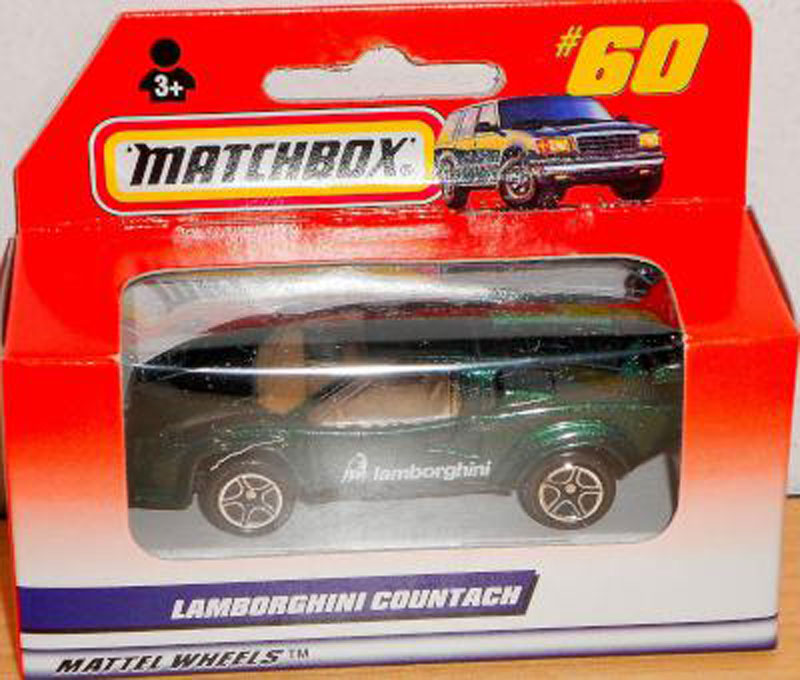 #60
3+
MATCHBOX®
lamborghini
LAMBORGHINI COUNTACH
MATTEL WHEELS™